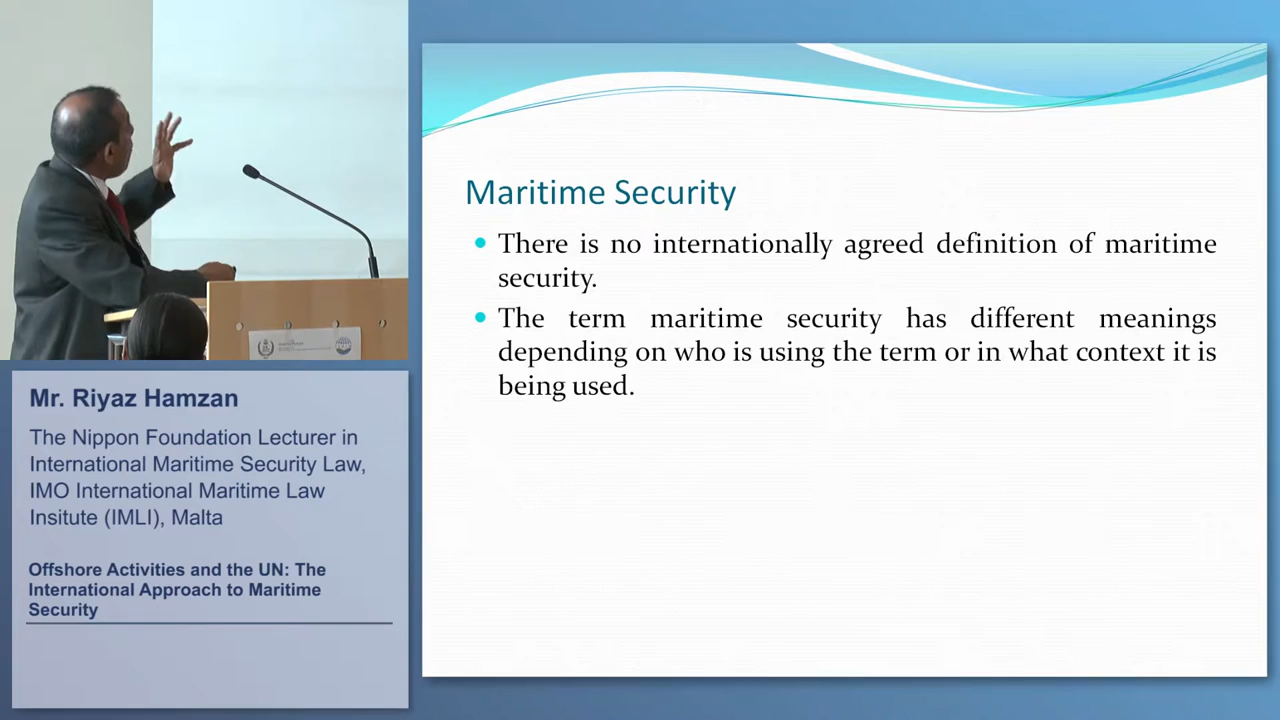 Mr. Riyaz Hamzan
The Nippon Foundation Lecturer in
International Maritime Security Law,
IMO International Maritime Law
Insitute (IMLI), Malta
Offshore Activities and the UN: The
International Approach to Maritime
Security
Maritime Security
There is no internationally agreed definition of maritime
security.
The term maritime security has different meanings
depending on who is using the term or in what context it is
being used.